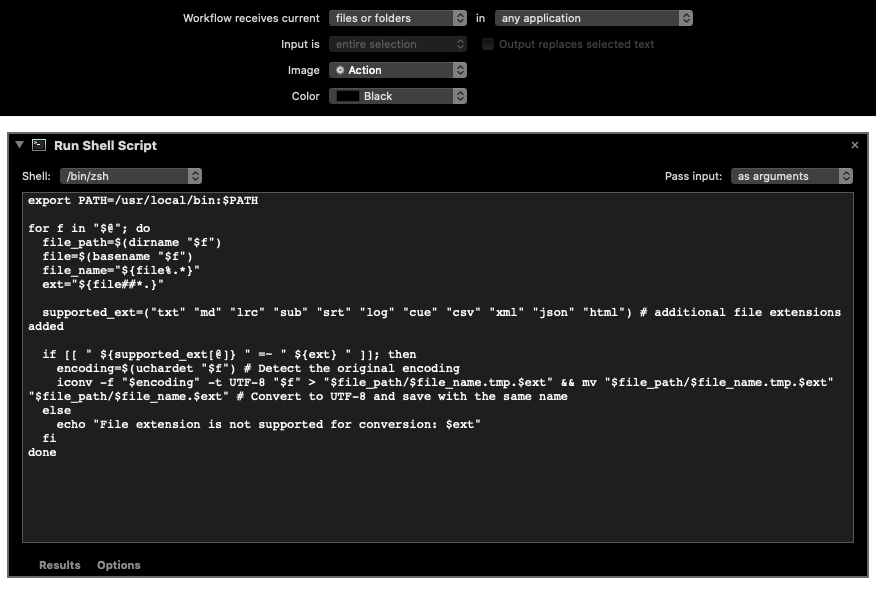 Workflow receives current files or folders in any application
Input is entire selection Output replaces selected text
Image Action
Color Black
Run Shell Script
Shell: /bin/zsh Pass input: as arguments
export PATH=/usr/local/bin:$PATH
for f in "$@"; do
file_path=$(dirname "$f")
file=$(basename "$f")
file_name="${file%.*}"
ext="${file##*.}"
supported_ext=("txt" "md" "lrc" "sub" "srt" "log" "cue" "csv" "xml" "json" "html") # additional file extensions
added
if [[ " ${supported_ext[@]} " =~ " ${ext} " ]]; then
encoding=$(uchardet "$f") # Detect the original encoding
iconv -f "$encoding" -t UTF-8 "$f" > "$file_path/$file_name.tmp.$ext" && mv "$file_path/$file_name.tmp.$ext"
"$file_path/$file_name.$ext" # Convert to UTF-8 and save with the same name
else
echo "File extension is not supported for conversion: $ext"
fi
done
Results Options